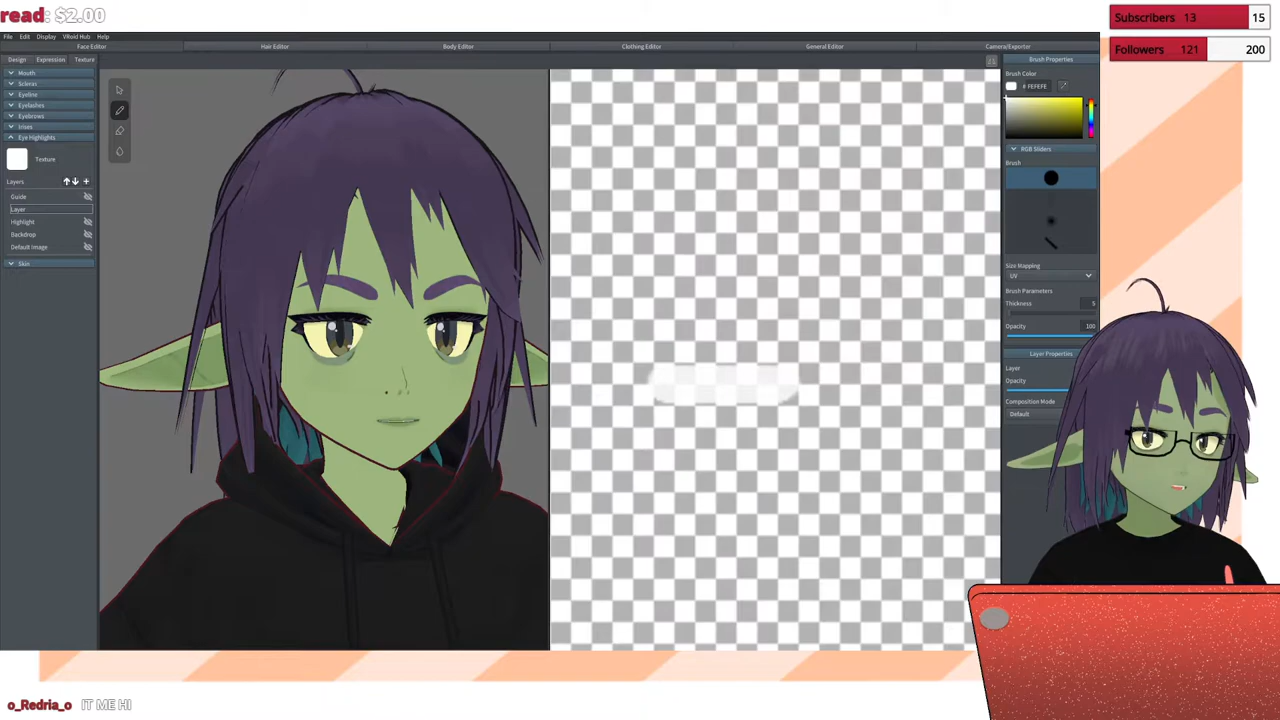 read: $2.00
Subscribers 13 15
Followers 121 200
File Edit Display VRoid Hub Help
Face Editor Hair Editor Body Editor Clothing Editor General Editor Camera/Exporter
Design Expression Texture
Mouth
Scleras
Eyeline
Eyelashes
Eyebrows
Irises
Eye Highlights
Texture
Layers
Guide
Layer
Highlight
Backdrop
Default Image
Skin
Brush Properties
Brush Color
# FEFEFE
RGB Sliders
Brush
Size Mapping
UV
Brush Parameters
Thickness 5
Opacity 100
Layer Properties
Layer
Opacity
Composition Mode
Default
o_Redria_o IT ME HI